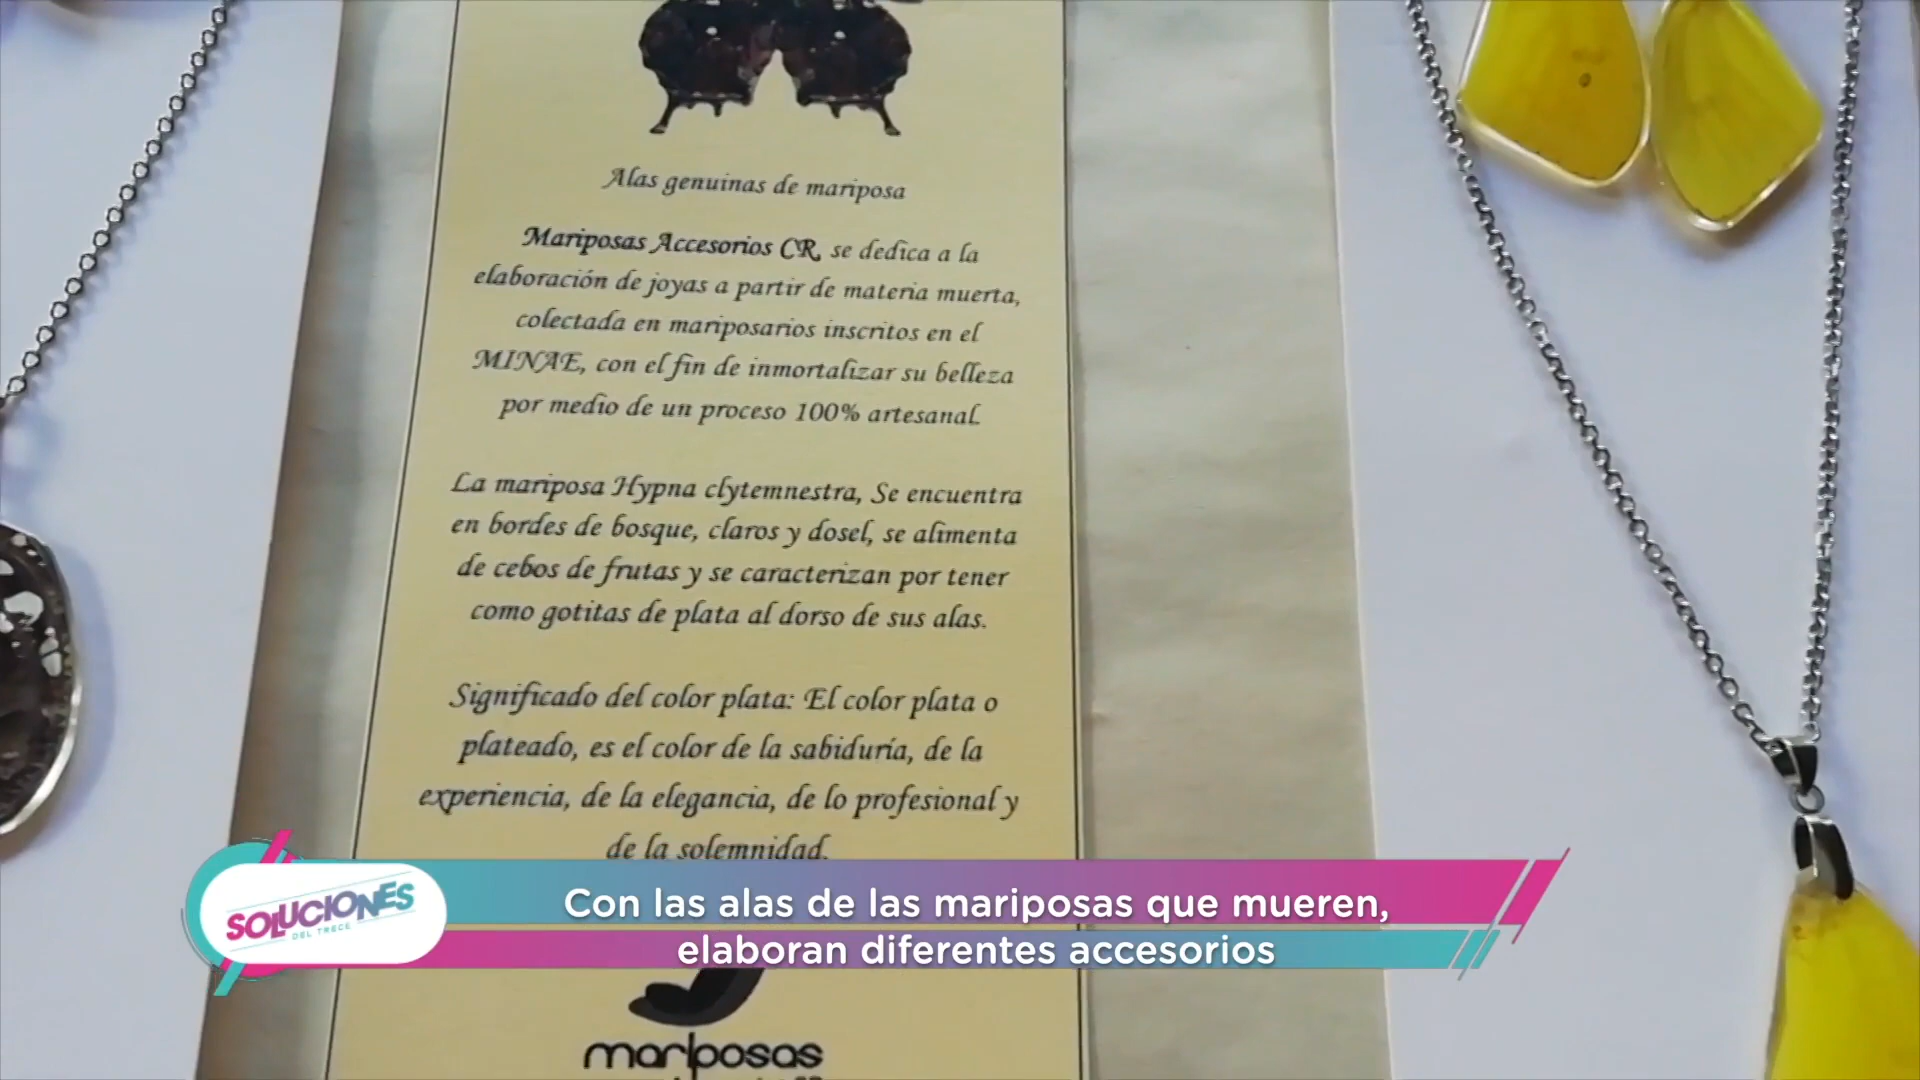 Alas genuinas de mariposa
Mariposas Accesorios CR, se dedica a la
elaboración de joyas a partir de materia muerta,
colectada en mariposarios inscritos en el
MINAE, con el fin de inmortalizar su belleza
por medio de un proceso 100% artesanal.
La mariposa Hypna clytemnestra, Se encuentra
en bordes de bosque, claros y dosel, se alimenta
de cebos de frutas y se caracterizan por tener
como gotitas de plata al dorso de sus alas.
Significado del color plata: El color plata o
plateado, es el color de la sabiduría, de la
experiencia, de la elegancia, de lo profesional y
de la solemnidad.
SOLUCIONES
DEL TRECE
Con las alas de las mariposas que mueren,
elaboran diferentes accesorios
mariposas